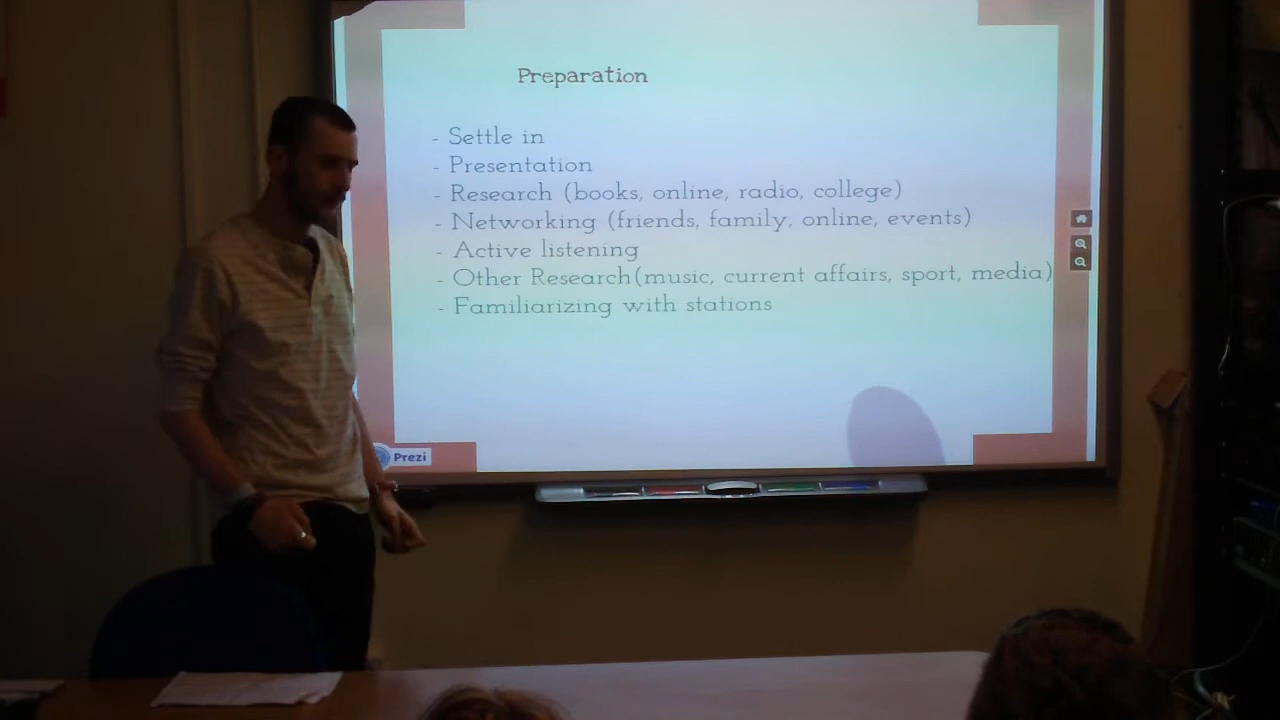 Preparation
- Settle in
- Presentation
- Research (books, online, radio, college)
- Networking (friends, family, online, events)
- Active listening
- Other Research(music, current affairs, sport, media)
- Familiarizing with stations
Prezi